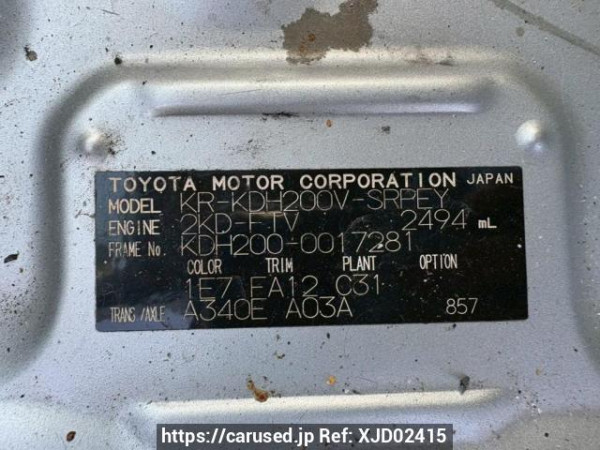 TOYOTA MOTOR CORPORATION JAPAN
MODEL KR-KDH200V-SRPEY
ENGINE 2KD-FTV 2494 mL
FRAME No. KDH200-0017281
COLOR TRIM PLANT OPTION
1E7 FA12 C31
TRANS/AXLE A340E A03A 857
https://carused.jp Ref: XJD02415